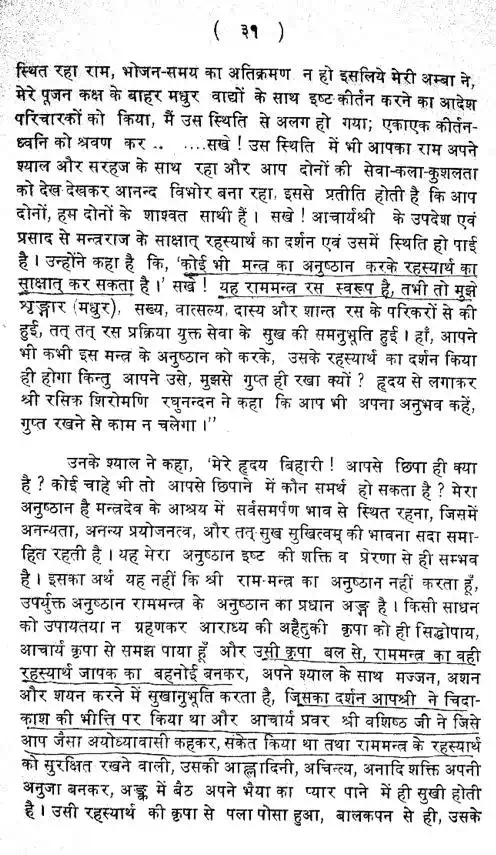 ( ३१ )
स्थित रहा राम, भोजन-समय का अतिक्रमण न हो इसलिये मेरी अम्बा ने,
मेरे पूजन कक्ष के बाहर मधुर वाद्यों के साथ इष्ट-कीर्तन करने का आदेश
परिचारकों को किया, मैं उस स्थिति से अलग हो गया; एकाएक कीर्तन-
ध्वनि को श्रवण कर .. ....सखे ! उस स्थिति में भी आपका राम अपने
श्याल और सरहज के साथ रहा और आप दोनों की सेवा-कला-कुशलता
को देख देखकर आनन्द विभोर बना रहा, इससे प्रतीति होती है कि आप
दोनों, हम दोनों के शाश्वत साथी हैं । सखे ! आचार्यश्री के उपदेश एवं
प्रसाद से मन्त्रराज के साक्षात् रहस्यार्थ का दर्शन एवं उसमें स्थिति हो पाई
है । उन्होंने कहा है कि, 'कोई भी मन्त्र का अनुष्ठान करके रहस्यार्थ का
साक्षात् कर सकता है ।' सखे ! यह राममन्त्र रस स्वरूप है, तभी तो मुझे
श्रृङ्गार (मधुर), सख्य, वात्सल्य, दास्य और शान्त रस के परिकरों से की
हुई, तत् तत् रस प्रक्रिया युक्त सेवा के सुख की समनुभूति हुई । हाँ, आपने
भी कभी इस मन्त्र के अनुष्ठान को करके, उसके रहस्यार्थ का दर्शन किया
ही होगा किन्तु आपने उसे, मुझसे गुप्त ही रखा क्यों ? हृदय से लगाकर
श्री रसिक शिरोमणि रघुनन्दन ने कहा कि आप भी अपना अनुभव कहें,
गुप्त रखने से काम न चलेगा ।"
उनके श्याल ने कहा, 'मेरे हृदय बिहारी ! आपसे छिपा ही क्या
है ? कोई चाहे भी तो आपसे छिपाने में कौन समर्थ हो सकता है ? मेरा
अनुष्ठान है मन्त्रदेव के आश्रय में सर्वसमर्पण भाव से स्थित रहना, जिसमें
अनन्यता, अनन्य प्रयोजनत्व, और तत् सुख सुखित्वम् की भावना सदा समा-
हित रहती है । यह मेरा अनुष्ठान इष्ट की शक्ति व प्रेरणा से ही सम्भव
है । इसका अर्थ यह नहीं कि श्री राम-मन्त्र का अनुष्ठान नहीं करता हूँ,
उपर्युक्त अनुष्ठान राममन्त्र के अनुष्ठान का प्रधान अङ्ग है । किसी साधन
को उपायतया न ग्रहणकर आराध्य की अहैतुकी कृपा को ही सिद्धोपाय,
आचार्य कृपा से समझ पाया हूँ और उसी कृपा बल से, राममन्त्र का वही
रहस्यार्थ जापक का बहनोई बनकर, अपने श्याल के साथ मज्जन, अशन
और शयन करने में सुखानुभूति करता है, जिसका दर्शन आपश्री ने चिदा-
काश की भीत्ति पर किया था और आचार्य प्रवर श्री वशिष्ठ जी ने जिसे
आप जैसा अयोध्यावासी कहकर, संकेत किया था तथा राममन्त्र के रहस्यार्थ
को सुरक्षित रखने वाली, उसकी आह्लादिनी, अचिन्त्य, अनादि शक्ति अपनी
अनुजा बनकर, अङ्क में बैठ अपने भैया का प्यार पाने में ही सुखी होती
है । उसी रहस्यार्थ की कृपा से पला पोसा हुआ, बालकपन से ही, उसके